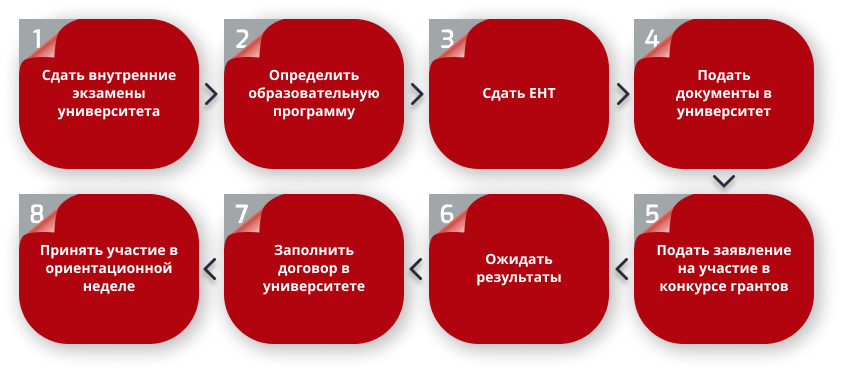 1
Сдать внутренние
экзамены
университета
2
Определить
образовательную
программу
3
Сдать ЕНТ
4
Подать
документы в
университет
5
Подать заявление
на участие в
конкурсе грантов
6
Ожидать
результаты
7
Заполнить
договор в
университете
8
Принять участие в
ориентационной
неделе